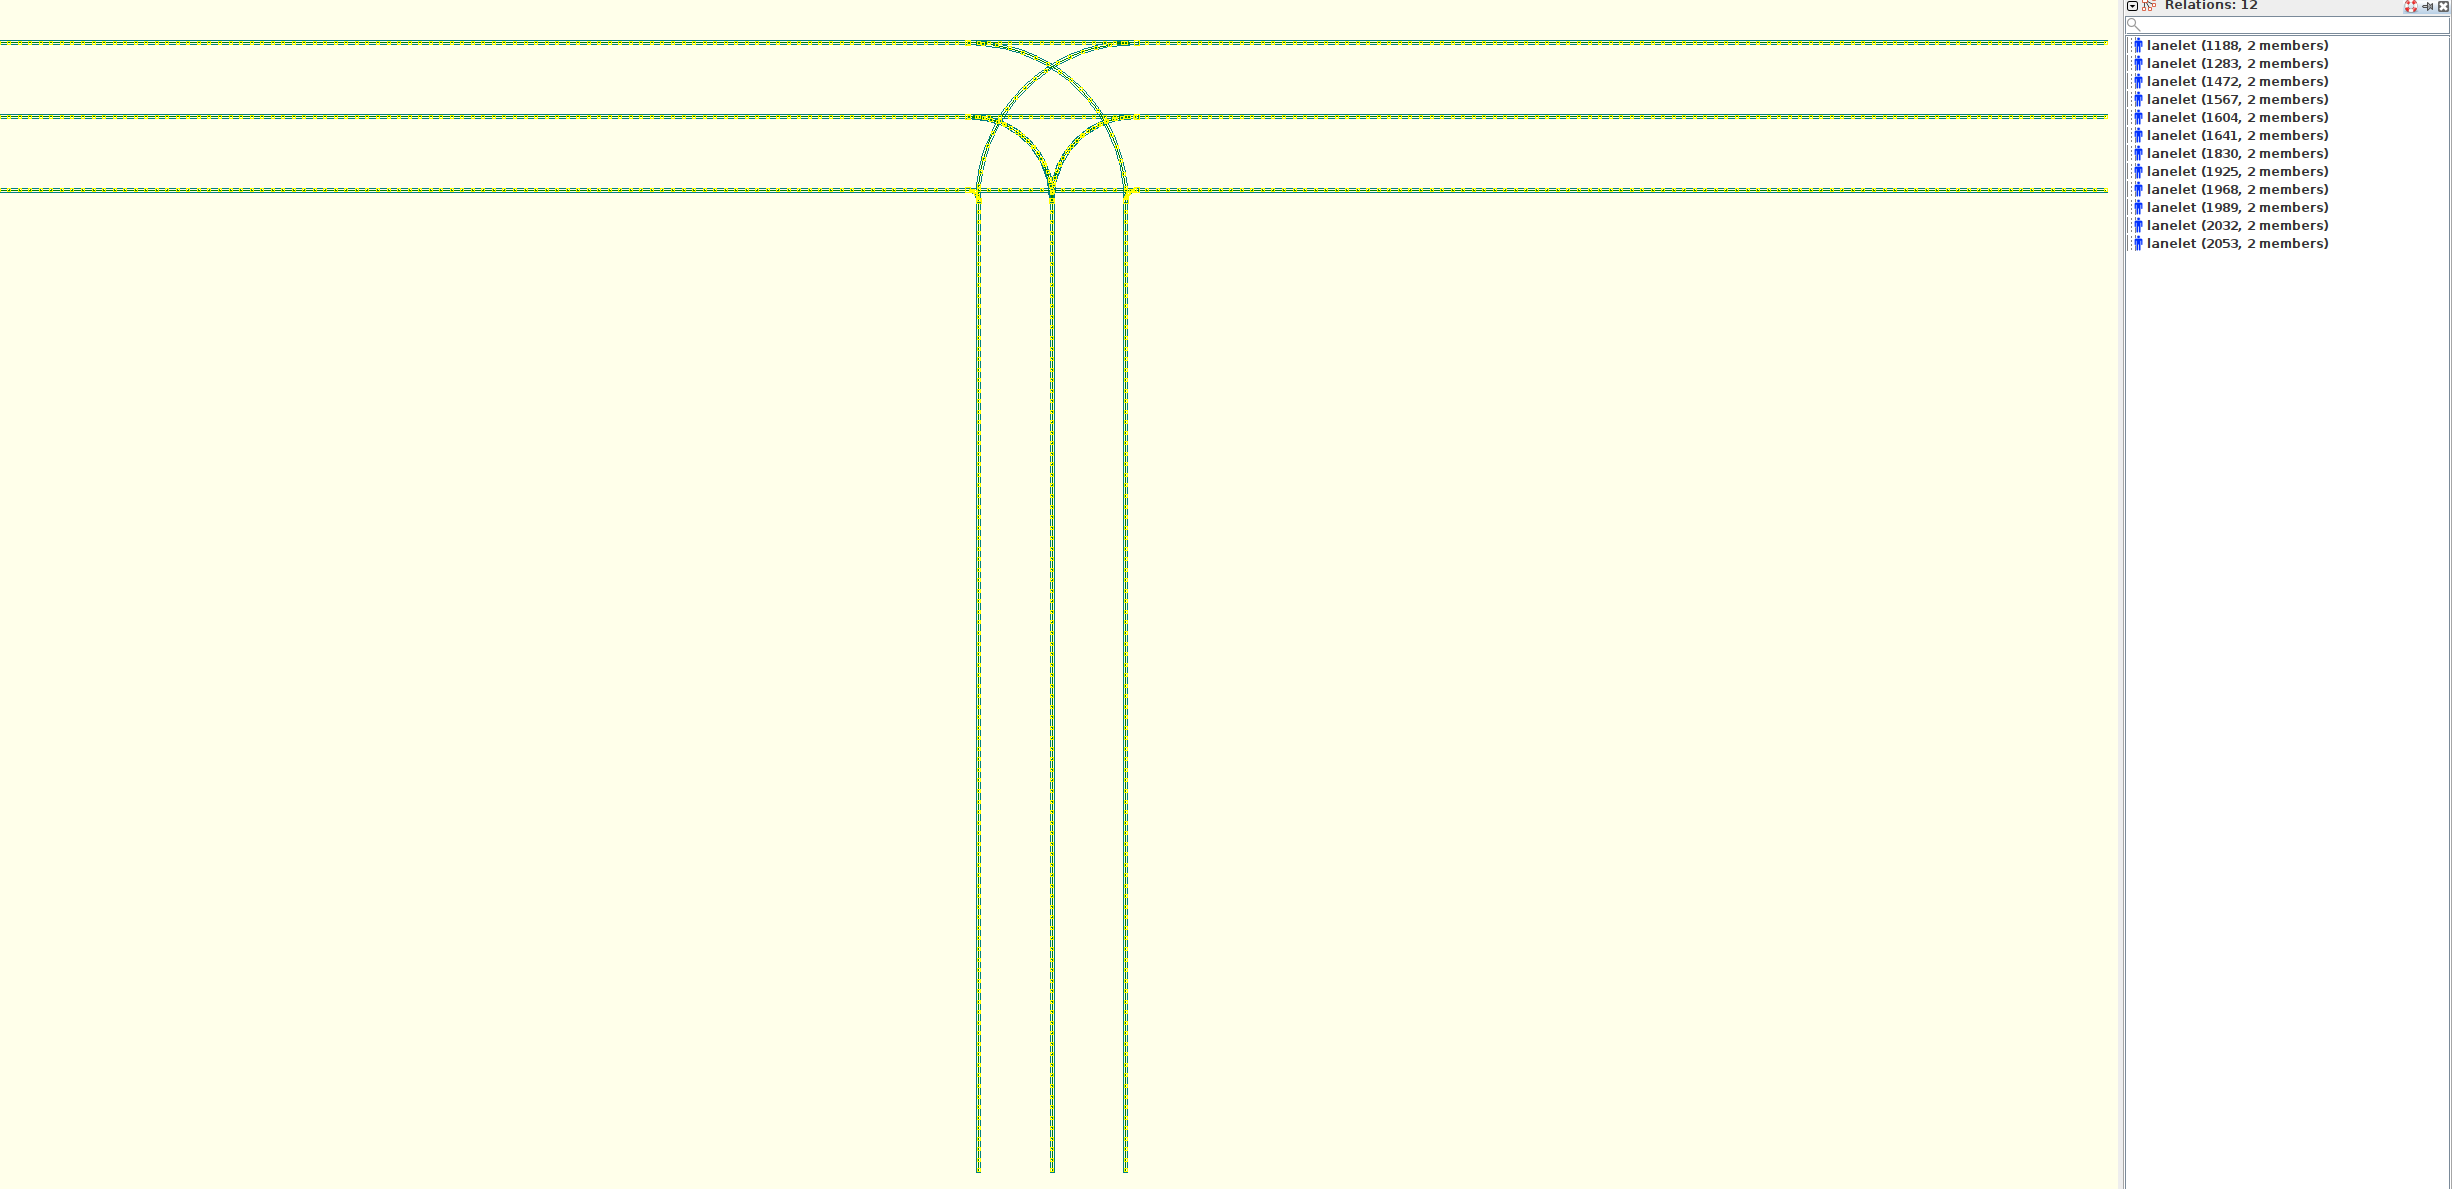 Relations: 12
lanelet (1188, 2 members)
lanelet (1283, 2 members)
lanelet (1472, 2 members)
lanelet (1567, 2 members)
lanelet (1604, 2 members)
lanelet (1641, 2 members)
lanelet (1830, 2 members)
lanelet (1925, 2 members)
lanelet (1968, 2 members)
lanelet (1989, 2 members)
lanelet (2032, 2 members)
lanelet (2053, 2 members)